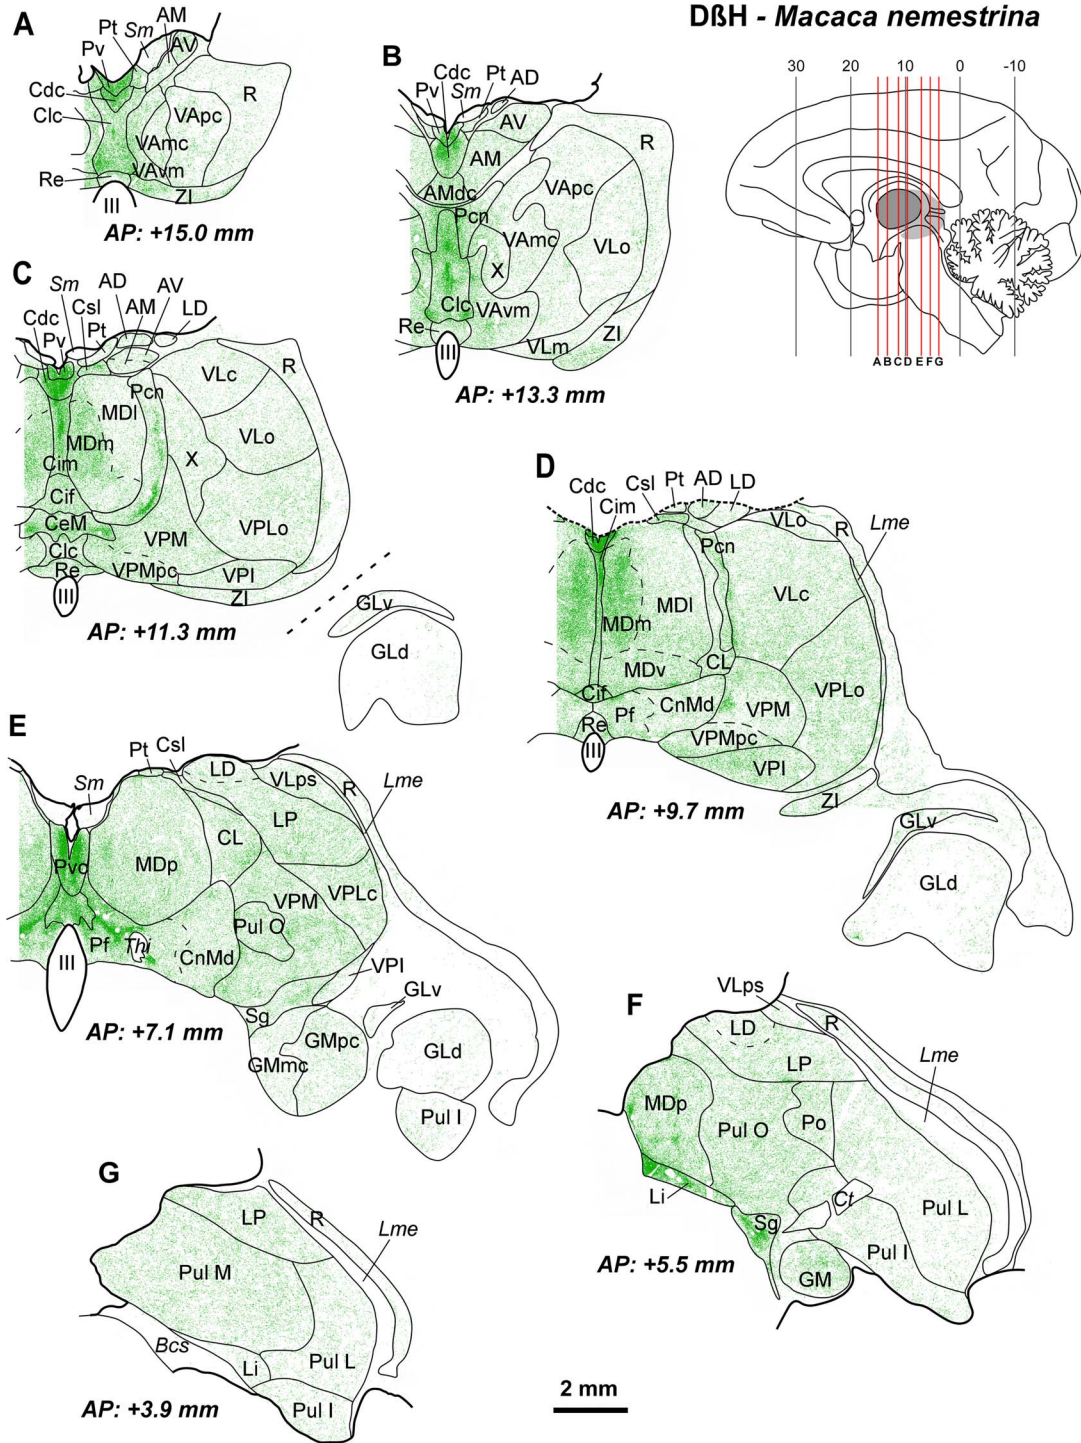 DßH - Macaca nemestrina
30 20 10 0 -10
A B C D E F G
A
AM
Pt Sm
AV
Pv
Cdc
Clc
R
VApc
VAmc
VAvm
Re
ZI
III
AP: +15.0 mm
B
Cdc Pt AD
Sm
Pv
AV
R
AM
VApc
AMdc
Pcn
VAmc
VLo
X
Clc
VAvm
Re
III
ZI
VLm
AP: +13.3 mm
C
AD AV
Sm
Csl AM LD
Cdc Pt
Pv
R
VLc
Pcn
MDl
VLo
MDm
X
Cim
Cif
VPLo
CeM
VPM
Clc
VPMpc
VPI
Re
III
ZI
AP: +11.3 mm
GLv
GLd
D
Csl Pt AD LD
Cdc Cim
VLo
R Lme
Pcn
VLc
MDl
MDm
MDv
CL
VPLo
Cif
CnMd
VPM
Pf
Re
VPMpc
III
VPI
ZI
AP: +9.7 mm
GLv
GLd
E
Pt Csl
LD
VLps
Sm
R Lme
LP
CL
Pvc
MDp
VPM
VPLc
Pul O
Pf Thi
CnMd
III
VPI
GLv
Sg
AP: +7.1 mm
GMpc
GMmc
GLd
Pul I
F
VLps
LD
R
Lme
LP
MDp
Pul O
Po
Li
Ct
Pul L
Sg
Pul I
GM
AP: +5.5 mm
G
LP
R
Lme
Pul M
Bcs
Li
Pul L
Pul I
AP: +3.9 mm
2 mm